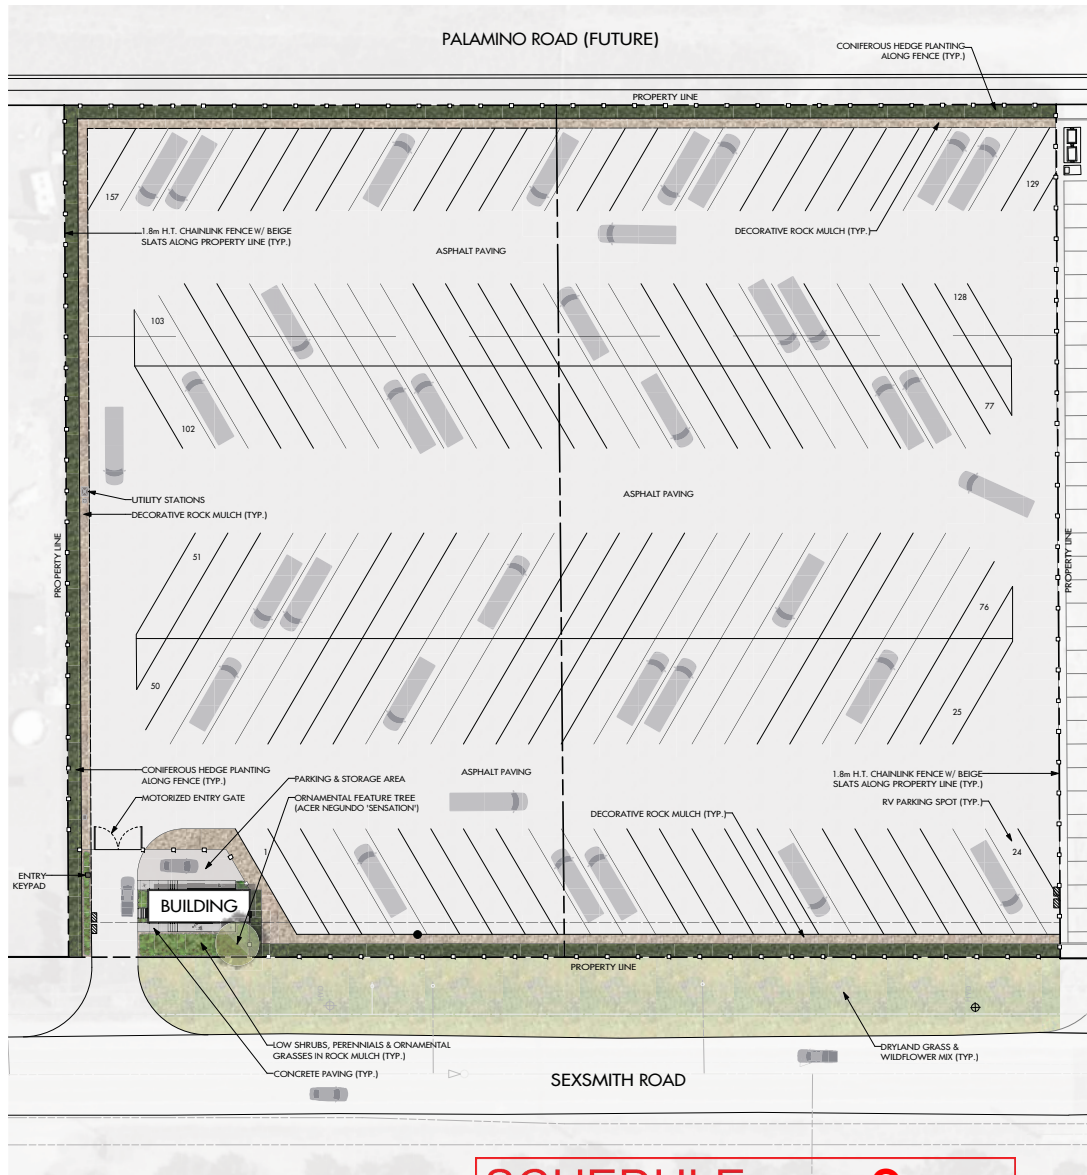 PALAMINO ROAD (FUTURE)
CONIFEROUS HEDGE PLANTING
ALONG FENCE (TYP.)
PROPERTY LINE
157
129
1.8m H.T. CHAINLINK FENCE W/ BEIGE
SLATS ALONG PROPERTY LINE (TYP.)
DECORATIVE ROCK MULCH (TYP.)
ASPHALT PAVING
103
128
102
77
UTILITY STATIONS
DECORATIVE ROCK MULCH (TYP.)
ASPHALT PAVING
PROPERTY LINE
PROPERTY LINE
51
76
50
25
CONIFEROUS HEDGE PLANTING
ALONG FENCE (TYP.)
MOTORIZED ENTRY GATE
PARKING & STORAGE AREA
ORNAMENTAL FEATURE TREE
(ACER NEGUNDO 'SENSATION')
ASPHALT PAVING
DECORATIVE ROCK MULCH (TYP.)
1.8m H.T. CHAINLINK FENCE W/ BEIGE
SLATS ALONG PROPERTY LINE (TYP.)
RV PARKING SPOT (TYP.)
1
24
ENTRY
KEYPAD
BUILDING
PROPERTY LINE
LOW SHRUBS, PERENNIALS & ORNAMENTAL
GRASSES IN ROCK MULCH (TYP.)
CONCRETE PAVING (TYP.)
DRYLAND GRASS &
WILDFLOWER MIX (TYP.)
SEXSMITH ROAD
SCHEDULE